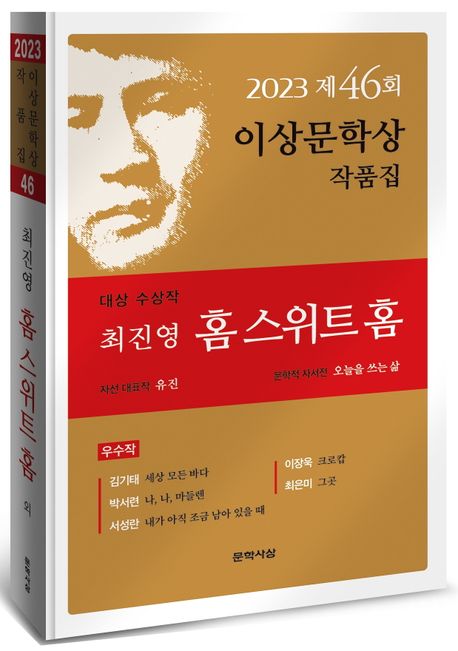 2023
이상문학상
작품집
46
최진영
홈 스위트 홈
외
문학사상
2023 제46회
이상문학상
작품집
대상 수상작
최진영 홈 스위트 홈
자선 대표작 유진
문학적 자서전 오늘을 쓰는 삶
우수작
김기태 세상 모든 바다
박서련 나, 나, 마들렌
서성란 내가 아직 조금 남아 있을 때
이장욱 크로캅
최은미 그곳
문학사상